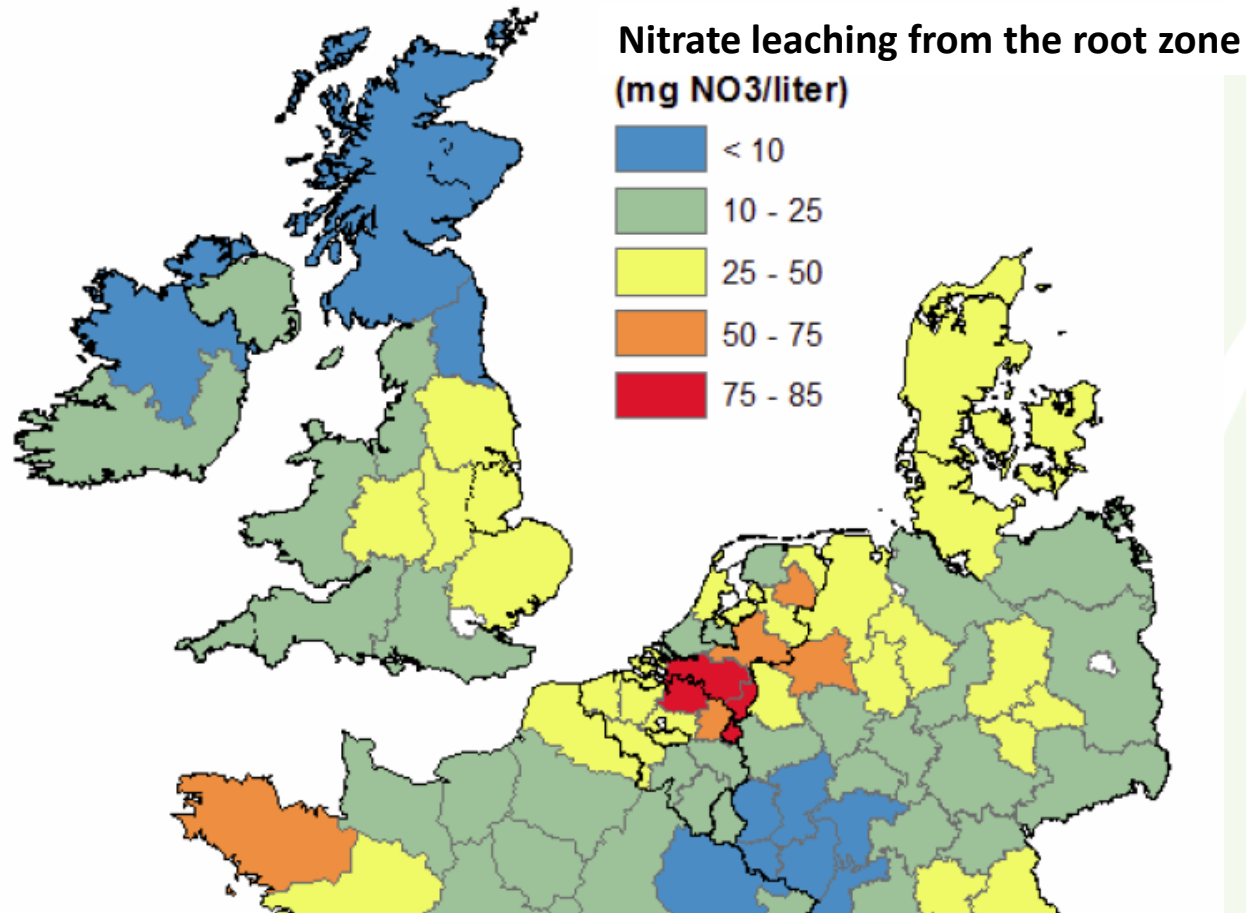 Nitrate leaching from the root zone
(mg NO3/liter)
< 10
10 - 25
25 - 50
50 - 75
75 - 85